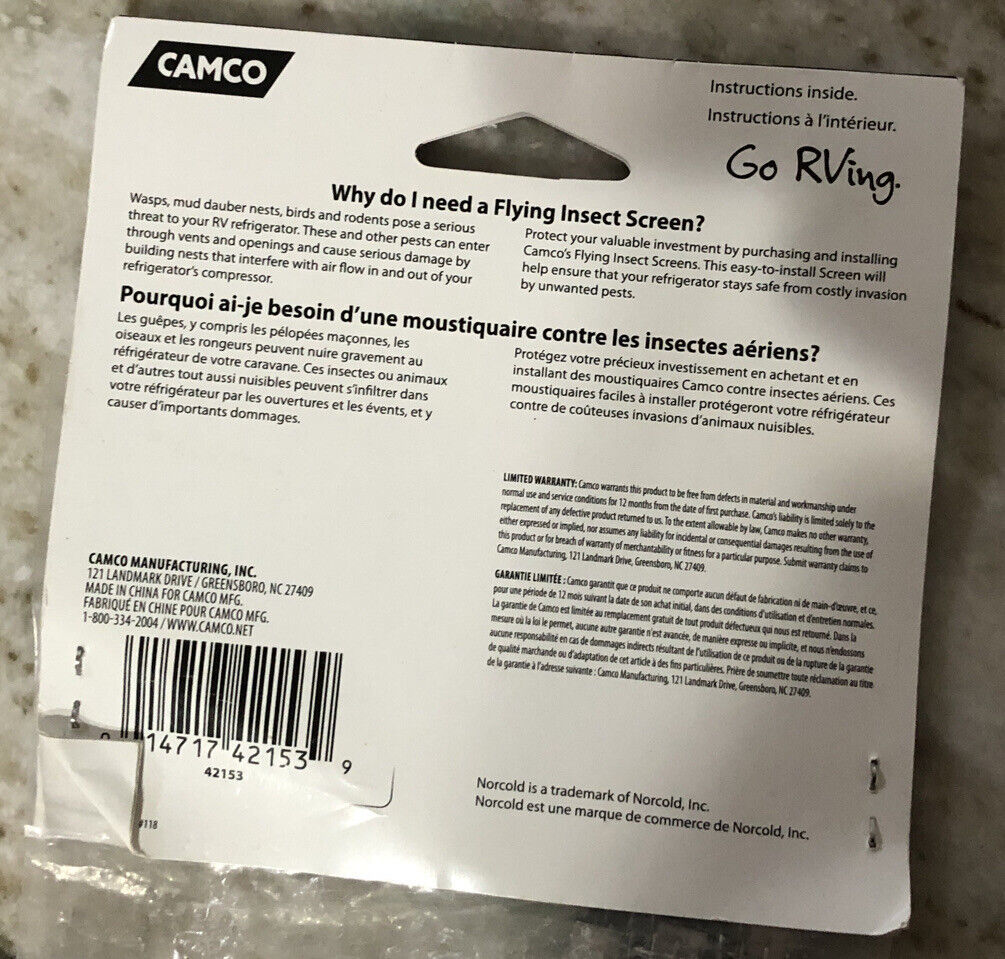 CAMCO
Instructions inside.
Instructions à l'intérieur.
Go RVing.
Why do I need a Flying Insect Screen?
Wasps, mud dauber nests, birds and rodents pose a serious
threat to your RV refrigerator. These and other pests can enter
through vents and openings and cause serious damage by
building nests that interfere with air flow in and out of your
refrigerator's compressor.
Protect your valuable investment by purchasing and installing
Camco's Flying Insect Screens. This easy-to-install Screen will
help ensure that your refrigerator stays safe from costly invasion
by unwanted pests.
Pourquoi ai-je besoin d'une moustiquaire contre les insectes aériens?
Les guêpes, y compris les pélopées maçonnes, les
oiseaux et les rongeurs peuvent nuire gravement au
réfrigérateur de votre caravane. Ces insectes ou animaux
et d'autres tout aussi nuisibles peuvent s'infiltrer dans
votre réfrigérateur par les ouvertures et les évents, et y
causer d'importants dommages.
Protégez votre précieux investissement en achetant et en
installant des moustiquaires Camco contre insectes aériens. Ces
moustiquaires faciles à installer protégeront votre réfrigérateur
contre de coûteuses invasions d'animaux nuisibles.
LIMITED WARRANTY: Camco warrants this product to be free from defects in material and workmanship under
normal use and service conditions for 12 months from the date of first purchase. Camco's liability is limited solely to the
replacement of any defective product returned to us. To the extent allowable by law, Camco makes no other warranty,
either expressed or implied, nor assumes any liability for incidental or consequential damages resulting from the use of
this product or for breach of warranty of merchantability or fitness for a particular purpose. Submit warranty claims to
Camco Manufacturing, 121 Landmark Drive, Greensboro, NC 27409.
GARANTIE LIMITÉE : Camco garantit que ce produit ne comporte aucun défaut de fabrication ni de main-d'œuvre, et ce,
pour une période de 12 mois suivant la date de son achat initial, dans des conditions d'utilisation et d'entretien normales.
La garantie de Camco est limitée au remplacement gratuit de tout produit défectueux qui nous est retourné. Dans la
mesure où la loi le permet, aucune autre garantie n'est avancée, de manière expresse ou implicite, et nous n'endossons
aucune responsabilité en cas de dommages indirects résultant de l'utilisation de ce produit ou de la rupture de la garantie
de qualité marchande ou d'adaptation de cet article à des fins particulières. Prière de soumettre toute réclamation au titre
de la garantie à l'adresse suivante : Camco Manufacturing, 121 Landmark Drive, Greensboro, NC 27409.
CAMCO MANUFACTURING, INC.
121 LANDMARK DRIVE / GREENSBORO, NC 27409
MADE IN CHINA FOR CAMCO MFG.
FABRIQUÉ EN CHINE POUR CAMCO MFG.
1-800-334-2004 / WWW.CAMCO.NET
14717 42153 9
42153
#118
Norcold is a trademark of Norcold, Inc.
Norcold est une marque de commerce de Norcold, Inc.